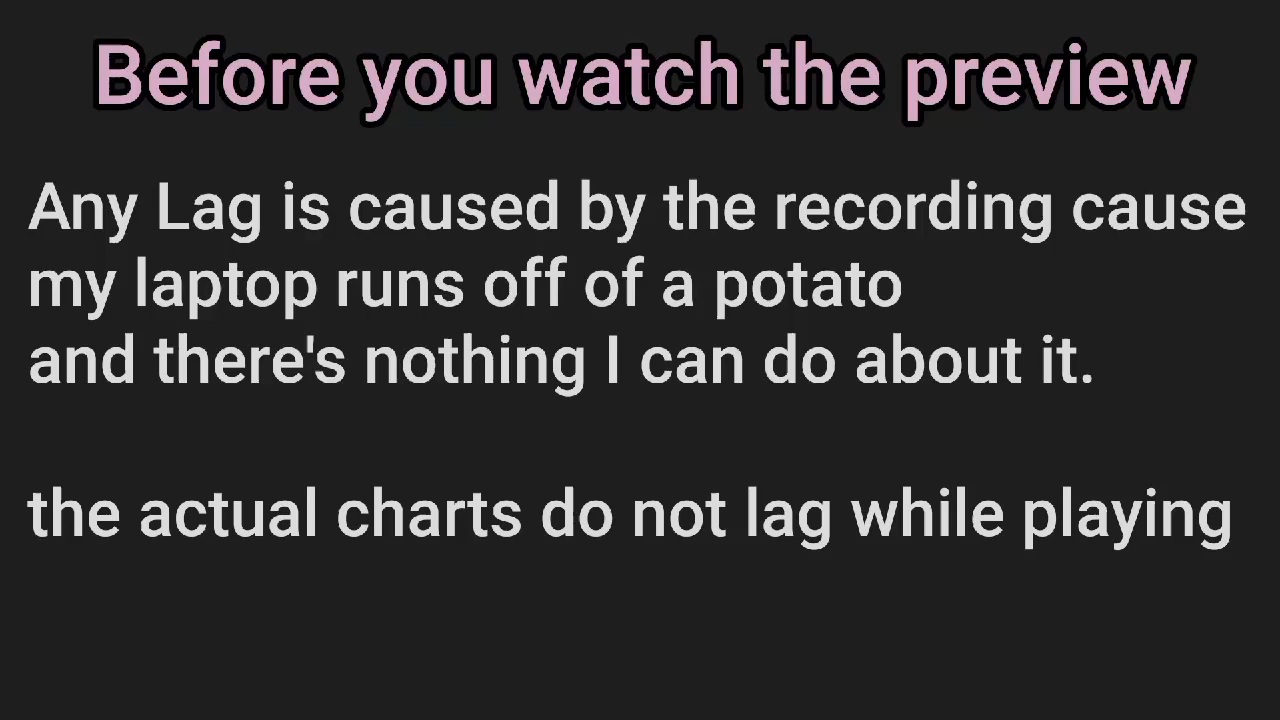 Before you watch the preview
Any Lag is caused by the recording cause
my laptop runs off of a potato
and there's nothing I can do about it.
the actual charts do not lag while playing